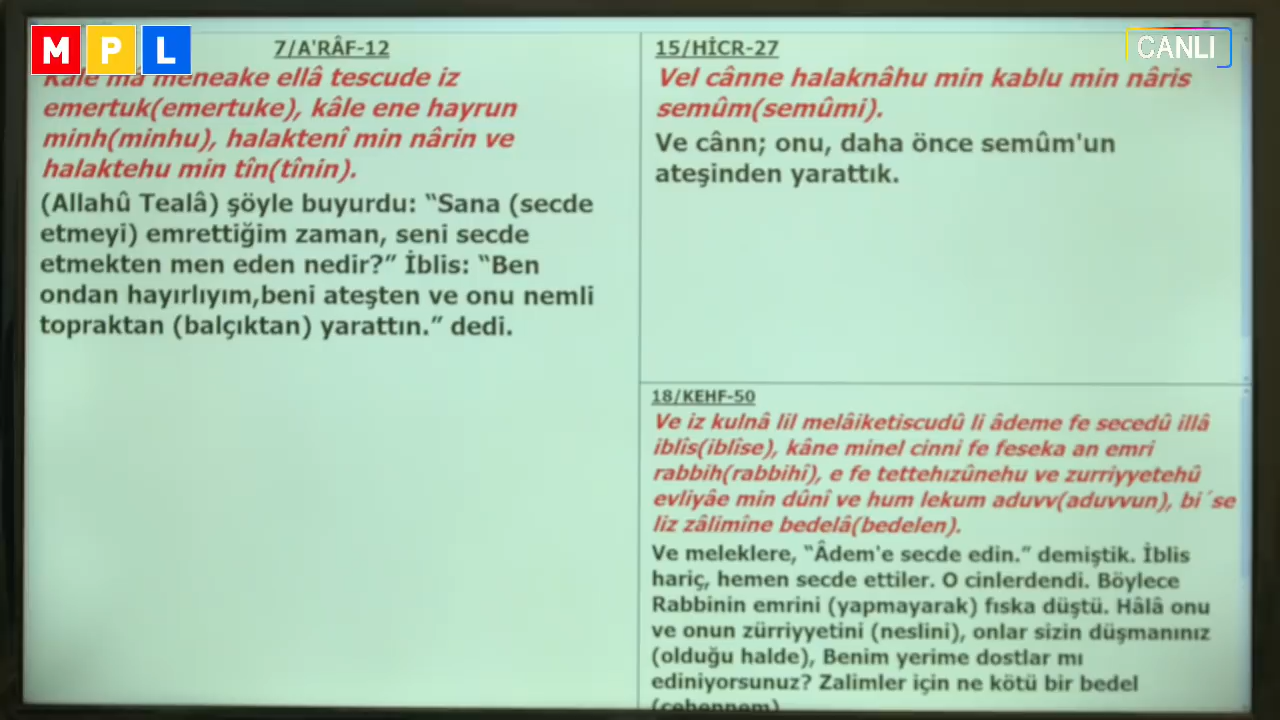 MPL
CANLI
7/A'RÂF-12
Kâle mâ meneake ellâ tescude iz
emertuk(emertuke), kâle ene hayrun
minh(minhu), halaktenî min nârin ve
halaktehu min tîn(tînin).
(Allahû Tealâ) şöyle buyurdu: “Sana (secde
etmeyi) emrettiğim zaman, seni secde
etmekten men eden nedir?” İblis: “Ben
ondan hayırlıyım,beni ateşten ve onu nemli
topraktan (balçıktan) yarattın.” dedi.
15/HİCR-27
Vel cânne halaknâhu min kablu min nâris
semûm(semûmi).
Ve cânn; onu, daha önce semûm'un
ateşinden yarattık.
18/KEHF-50
Ve iz kulnâ lil melâiketiscudû li âdeme fe secedû illâ
iblîs(iblîse), kâne minel cinni fe feseka an emri
rabbih(rabbihî), e fe tettehızûnehu ve zurriyyetehû
evliyâe min dûnî ve hum lekum aduvv(aduvvun), bi´se
liz zâlimîne bedelâ(bedelen).
Ve meleklere, “Âdem'e secde edin.” demiştik. İblis
hariç, hemen secde ettiler. O cinlerdendi. Böylece
Rabbinin emrini (yapmayarak) fıska düştü. Hâlâ onu
ve onun zürriyyetini (neslini), onlar sizin düşmanınız
(olduğu halde), Benim yerime dostlar mı
ediniyorsunuz? Zalimler için ne kötü bir bedel
(cehennem)